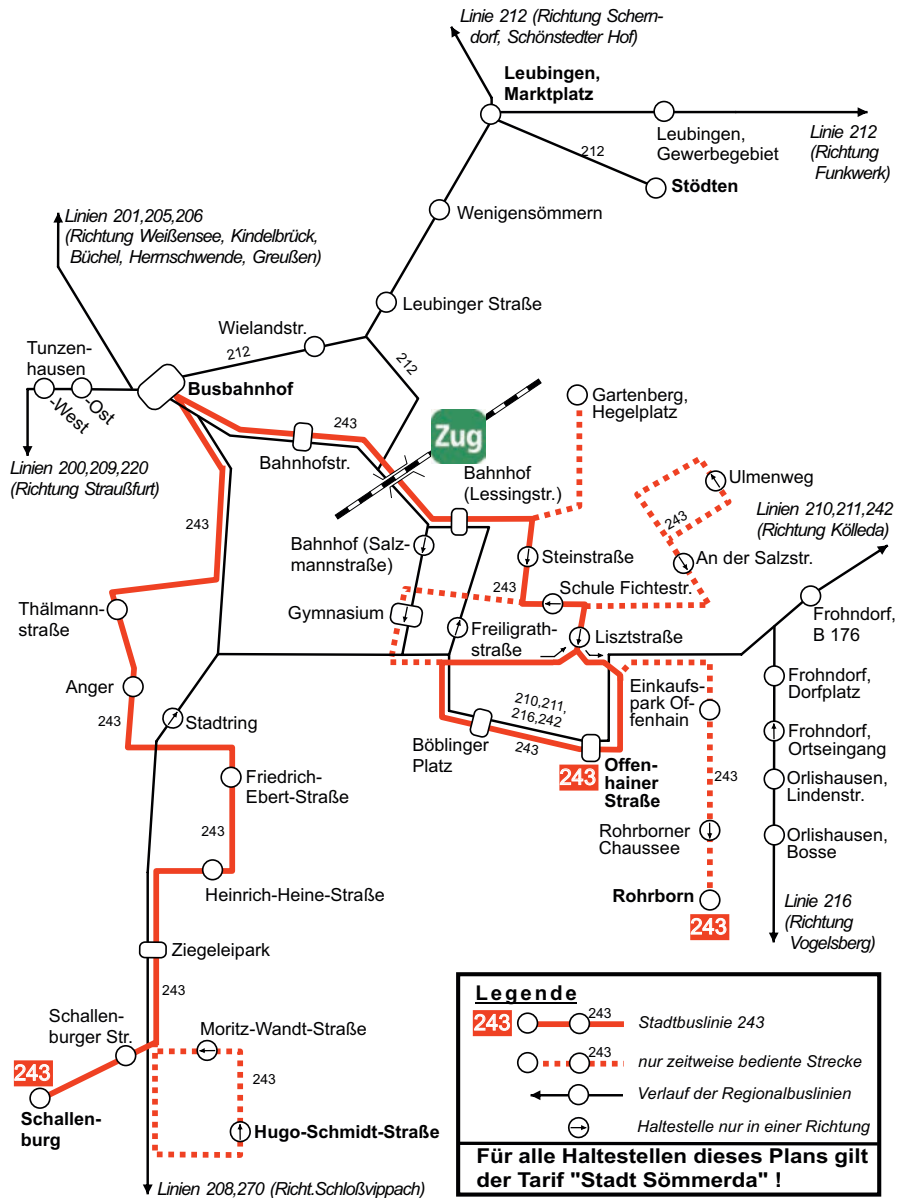 Linie 212 (Richtung Schern-
dorf, Schönstedter Hof)
Leubingen,
Marktplatz
Leubingen,
Gewerbegebiet
Linie 212
(Richtung
Funkwerk)
212
Stödten
Wenigensömmern
Linien 201,205,206
(Richtung Weißensee, Kindelbrück,
Büchel, Herrnschwende, Greußen)
Leubinger Straße
Wielandstr.
212
212
Tunzen-
hausen
-West
-Ost
Busbahnhof
Linien 200,209,220
(Richtung Straußfurt)
243
Bahnhofstr.
Zug
Gartenberg,
Hegelplatz
Bahnhof
(Lessingstr.)
Ulmenweg
243
Linien 210,211,242
(Richtung Kölleda)
243
Bahnhof (Salz-
mannstraße)
Steinstraße
An der Salzstr.
243
Schule Fichtestr.
Thälmann-
straße
Gymnasium
Freiligrath-
straße
Lisztstraße
Frohndorf,
B 176
Anger
243
Stadtring
Einkaufs-
park Of-
fenhain
Frohndorf,
Dorfplatz
210,211,
216,242
243
Böblinger
Platz
243
Offen-
hainer
Straße
243
Frohndorf,
Ortseingang
Orlishausen,
Lindenstr.
Friedrich-
Ebert-Straße
243
Rohrborner
Chaussee
Orlishausen,
Bosse
Heinrich-Heine-Straße
Rohrborn
243
Linie 216
(Richtung
Vogelsberg)
Ziegeleipark
243
Schallen-
burger Str.
Moritz-Wandt-Straße
243
243
Schallen-
burg
Hugo-Schmidt-Straße
Linien 208,270 (Richt.Schloßvippach)
Legende
243 243 Stadtbuslinie 243
243 nur zeitweise bediente Strecke
Verlauf der Regionalbuslinien
Haltestelle nur in einer Richtung
Für alle Haltestellen dieses Plans gilt
der Tarif "Stadt Sömmerda" !